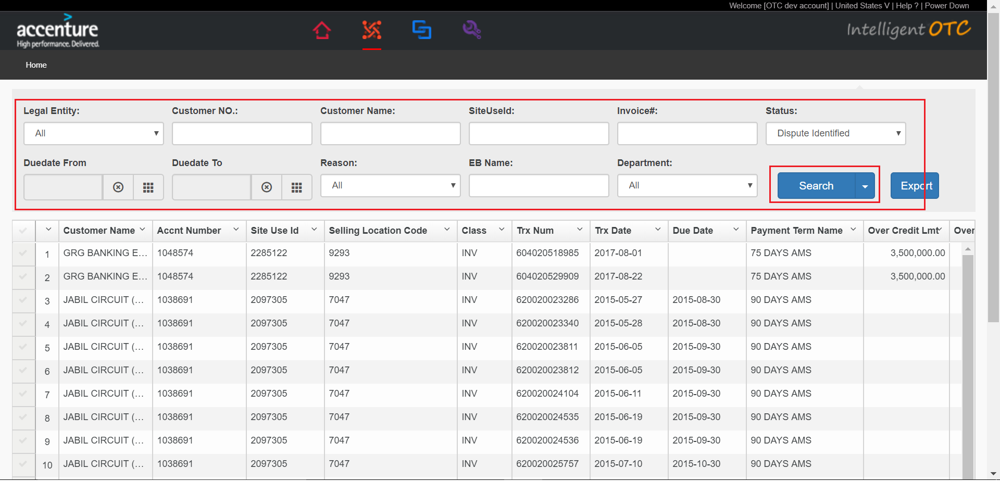 Welcome [OTC dev account] | United States V | Help ? | Power Down
accenture
High performance. Delivered.
Intelligent OTC
Home
Legal Entity: Customer NO.: Customer Name: SiteUseId: Invoice#: Status:
All Dispute Identified
Duedate From Duedate To Reason: EB Name: Department:
All All Search Export
Customer Name Accnt Number Site Use Id Selling Location Code Class Trx Num Trx Date Due Date Payment Term Name Over Credit Lmt Over
1 GRG BANKING E... 1048574 2285122 9293 INV 604020518985 2017-08-01 75 DAYS AMS 3,500,000.00
2 GRG BANKING E... 1048574 2285122 9293 INV 604020529909 2017-08-22 75 DAYS AMS 3,500,000.00
3 JABIL CIRCUIT (... 1038691 2097305 7047 INV 620020023286 2015-05-27 2015-08-30 90 DAYS AMS
4 JABIL CIRCUIT (... 1038691 2097305 7047 INV 620020023340 2015-05-28 2015-08-30 90 DAYS AMS
5 JABIL CIRCUIT (... 1038691 2097305 7047 INV 620020023811 2015-06-05 2015-09-30 90 DAYS AMS
6 JABIL CIRCUIT (... 1038691 2097305 7047 INV 620020023812 2015-06-05 2015-09-30 90 DAYS AMS
7 JABIL CIRCUIT (... 1038691 2097305 7047 INV 620020024104 2015-06-11 2015-09-30 90 DAYS AMS
8 JABIL CIRCUIT (... 1038691 2097305 7047 INV 620020024535 2015-06-19 2015-09-30 90 DAYS AMS
9 JABIL CIRCUIT (... 1038691 2097305 7047 INV 620020024536 2015-06-19 2015-09-30 90 DAYS AMS
10 JABIL CIRCUIT (... 1038691 2097305 7047 INV 620020025757 2015-07-10 2015-10-30 90 DAYS AMS